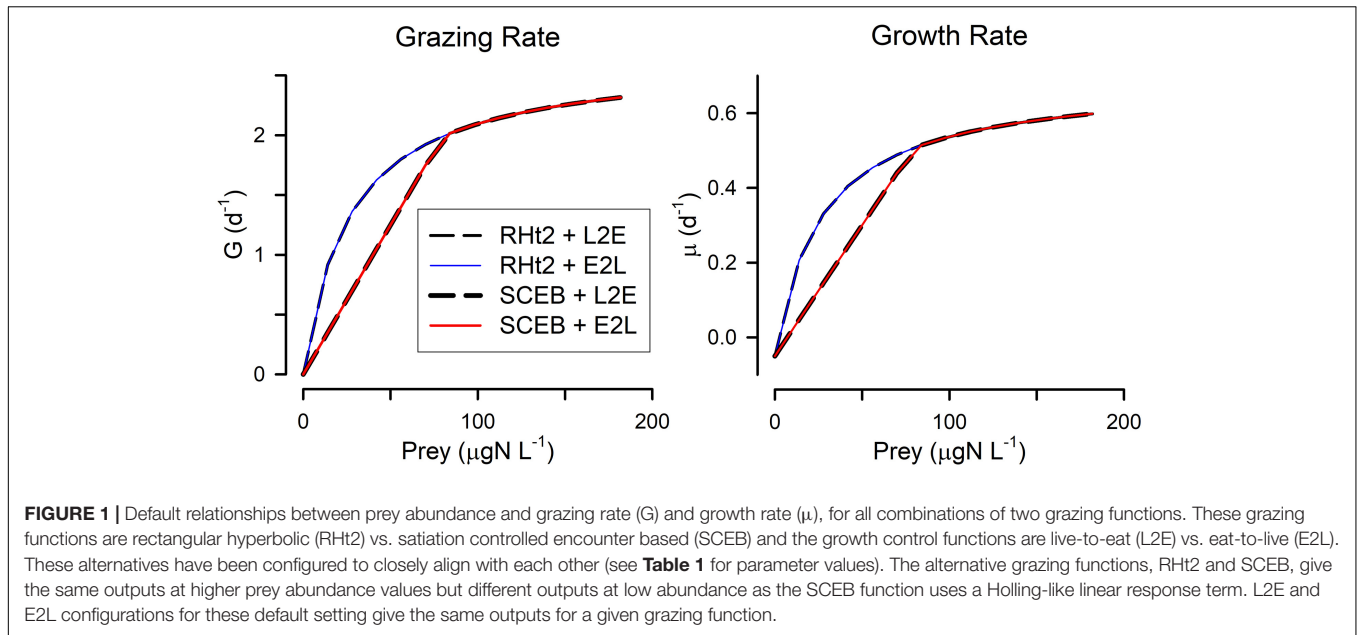 Grazing Rate
G (d⁻¹)
2
1
0
RHt2 + L2E
RHt2 + E2L
SCEB + L2E
SCEB + E2L
0
100
200
Prey (μgN L⁻¹)
Growth Rate
μ (d⁻¹)
0.6
0.4
0.2
0.0
0
100
200
Prey (μgN L⁻¹)
FIGURE 1 | Default relationships between prey abundance and grazing rate (G) and growth rate (μ), for all combinations of two grazing functions. These grazing
functions are rectangular hyperbolic (RHt2) vs. satiation controlled encounter based (SCEB) and the growth control functions are live-to-eat (L2E) vs. eat-to-live (E2L).
These alternatives have been configured to closely align with each other (see Table 1 for parameter values). The alternative grazing functions, RHt2 and SCEB, give
the same outputs at higher prey abundance values but different outputs at low abundance as the SCEB function uses a Holling-like linear response term. L2E and
E2L configurations for these default setting give the same outputs for a given grazing function.